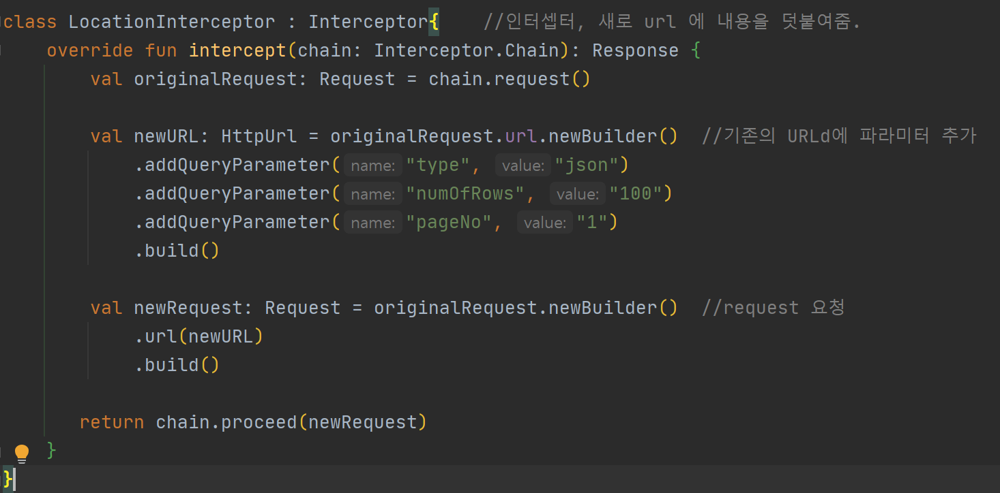 class LocationInterceptor : Interceptor{    //인터셉터, 새로 url 에 내용을 덧붙여줌.
override fun intercept(chain: Interceptor.Chain): Response {
val originalRequest: Request = chain.request()
val newURL: HttpUrl = originalRequest.url.newBuilder()  //기존의 URLd에 파라미터 추가
.addQueryParameter( name: "type", value: "json")
.addQueryParameter( name: "numOfRows", value: "100")
.addQueryParameter( name: "pageNo", value: "1")
.build()
val newRequest: Request = originalRequest.newBuilder()  //request 요청
.url(newURL)
.build()
return chain.proceed(newRequest)
}
}